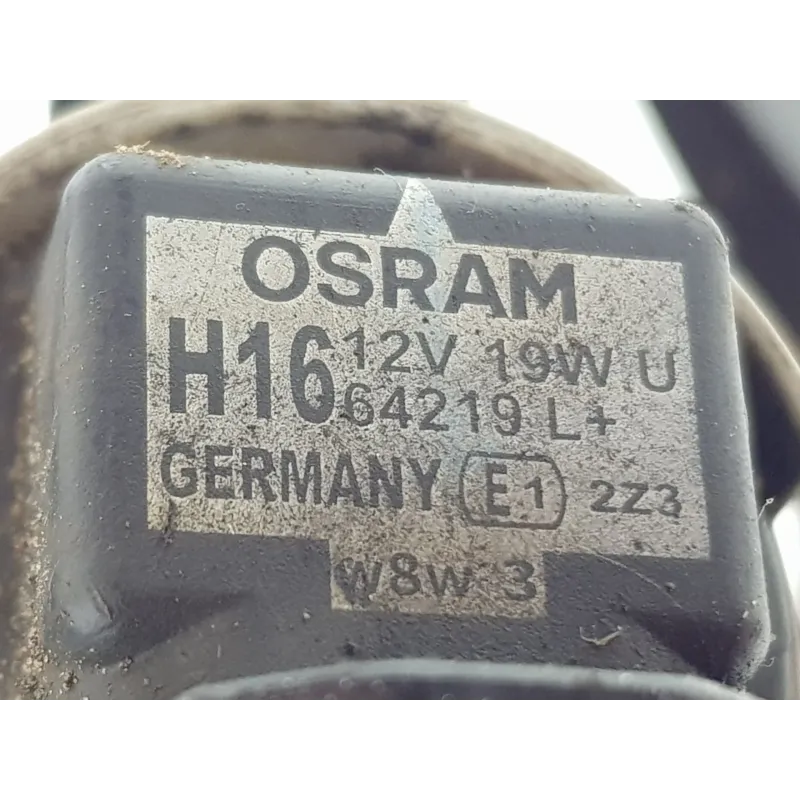 OSRAM
H16 12V 19W U
64219 L+
GERMANY E1 2Z3
W8W 3